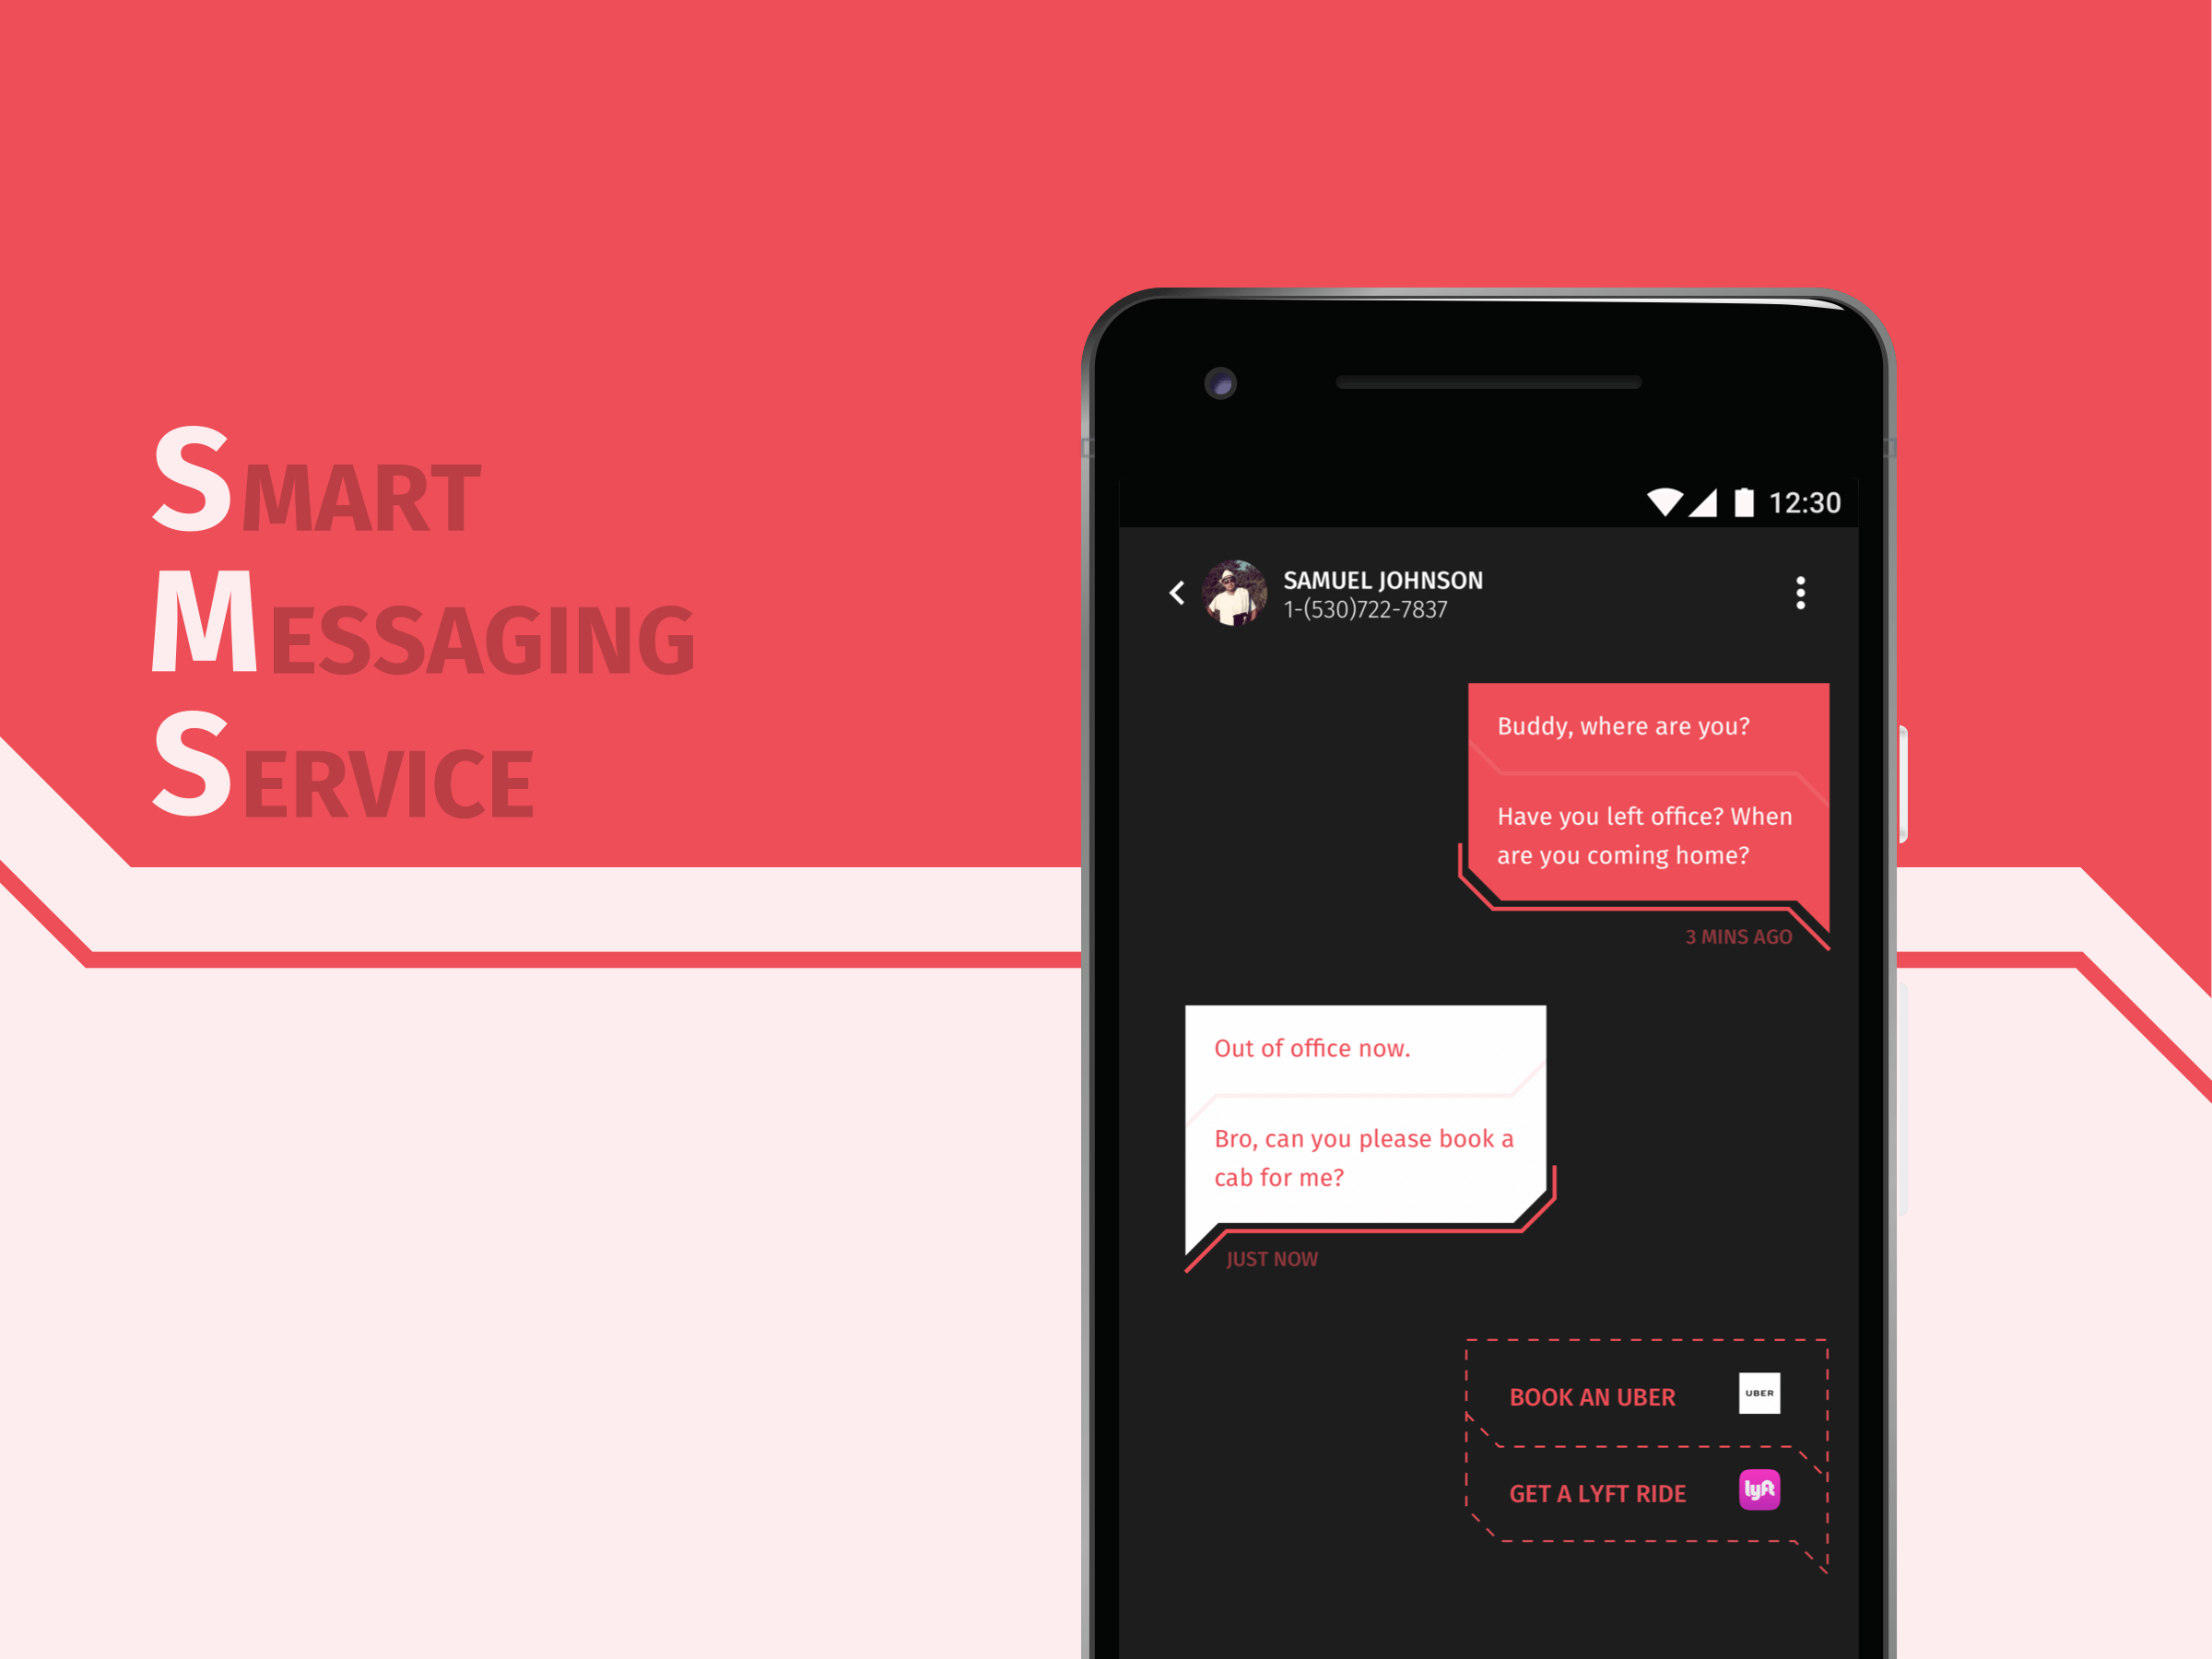 SMART
MESSAGING
SERVICE
12:30
SAMUEL JOHNSON
1-(530)722-7837
Buddy, where are you?
Have you left office? When
are you coming home?
3 MINS AGO
Out of office now.
Bro, can you please book a
cab for me?
JUST NOW
BOOK AN UBER
UBER
GET A LYFT RIDE
lyft